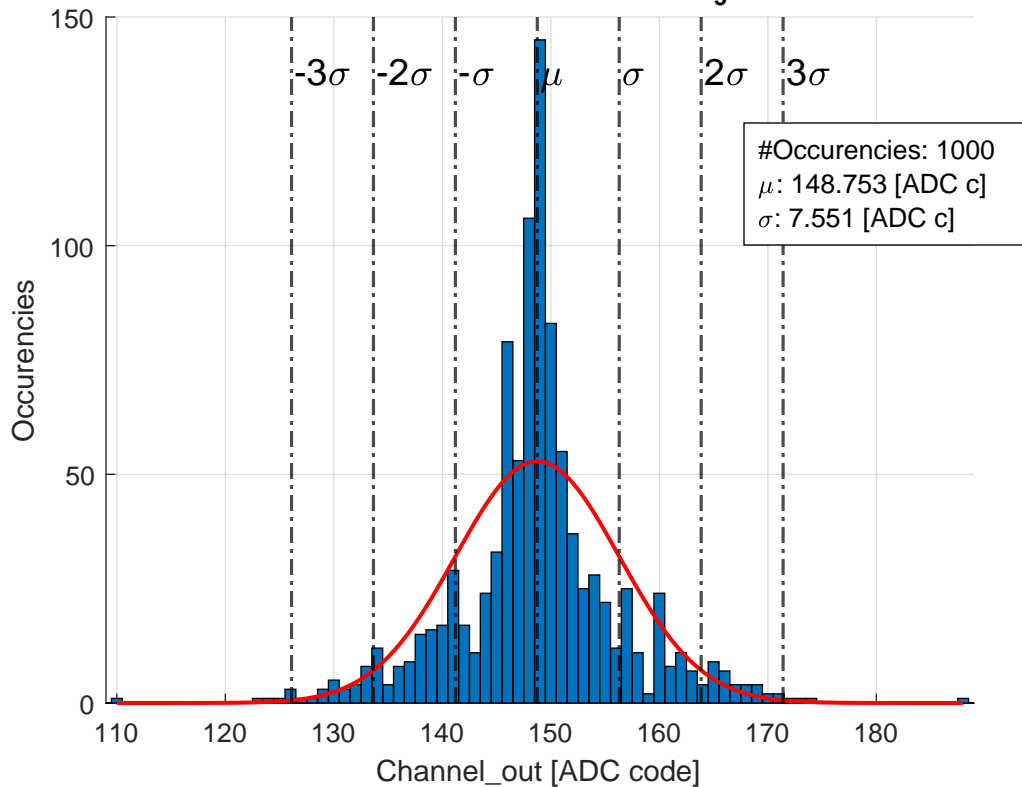 150
100
50
0
-3σ -2σ -σ μ σ 2σ 3σ
#Occurencies: 1000
μ: 148.753 [ADC c]
σ: 7.551 [ADC c]
Occurencies
110 120 130 140 150 160 170 180
Channel_out [ADC code]